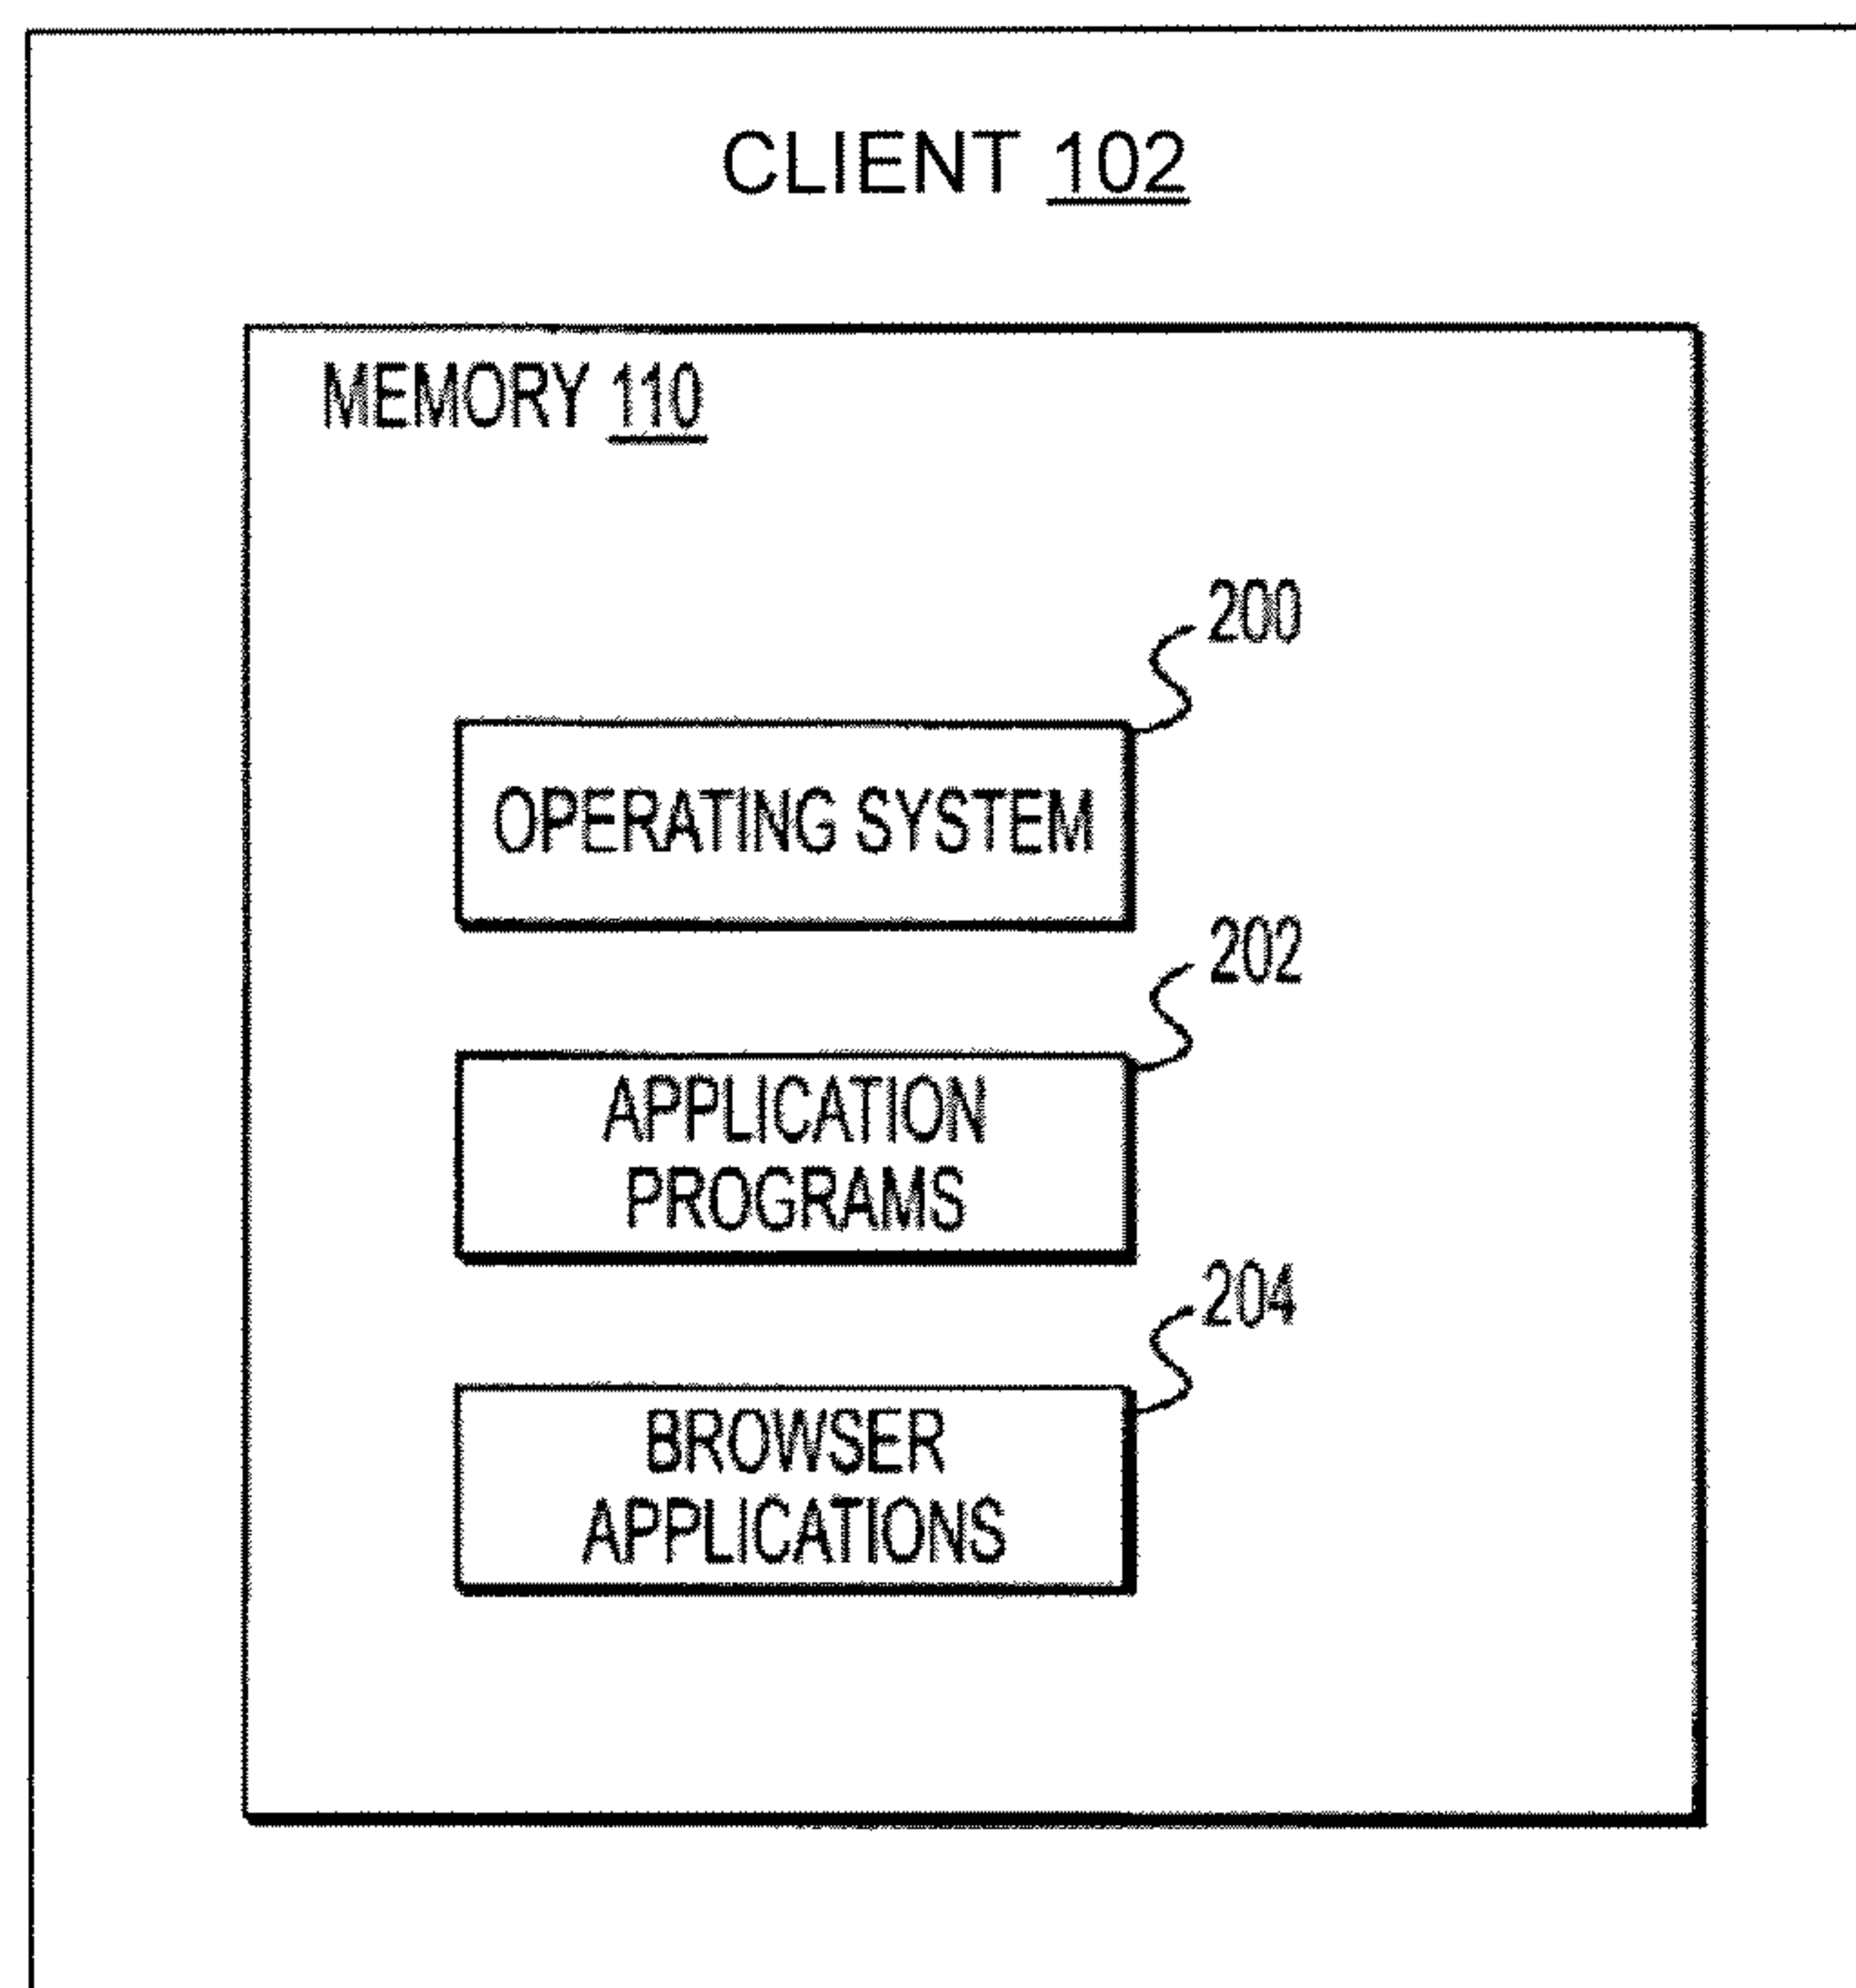 CLIENT 102
MEMORY 110
200
OPERATING SYSTEM
202
APPLICATION
PROGRAMS
204
BROWSER
APPLICATIONS